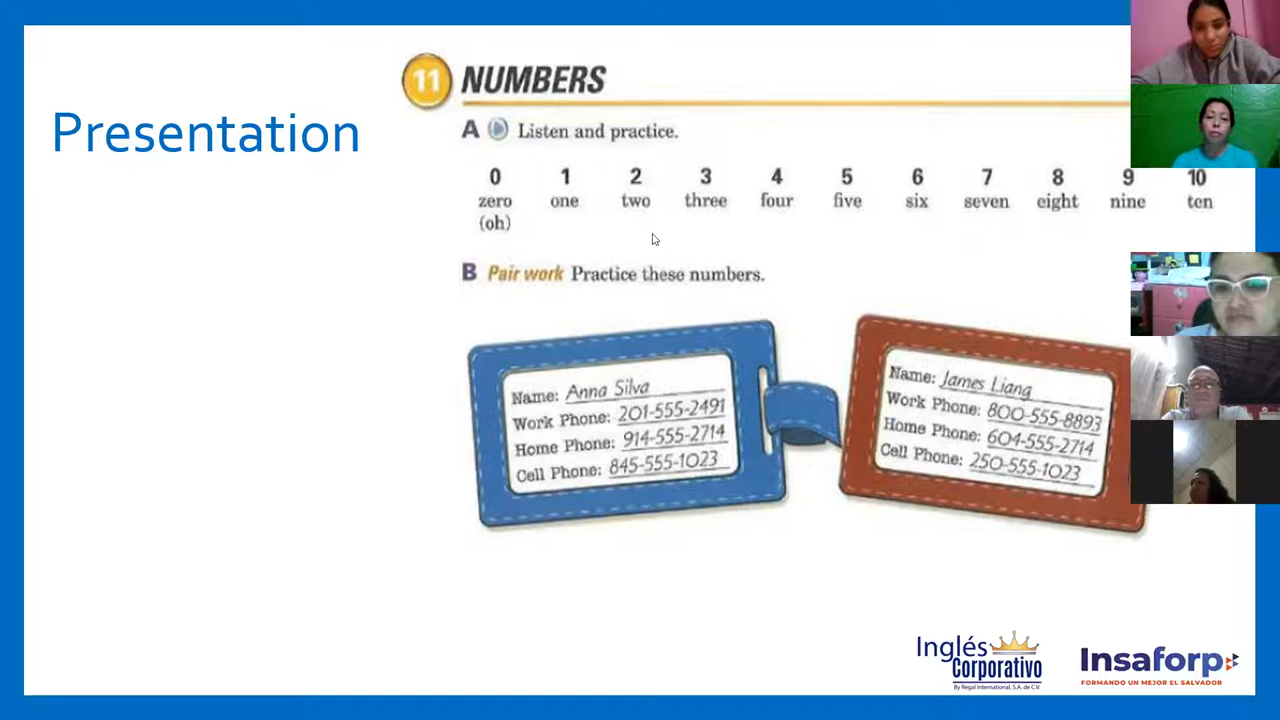 Presentation
11 NUMBERS
A Listen and practice.
0 1 2 3 4 5 6 7 8 9 10
zero one two three four five six seven eight nine ten
(oh)
B Pair work Practice these numbers.
Name: Anna Silva
Work Phone: 201-555-2491
Home Phone: 914-555-2714
Cell Phone: 845-555-1023
Name: James Liang
Work Phone: 800-555-8893
Home Phone: 604-555-2714
Cell Phone: 250-555-1023
Inglés
Corporativo
By Regal International, S.A. de C.V.
Insaforp
FORMANDO UN MEJOR EL SALVADOR